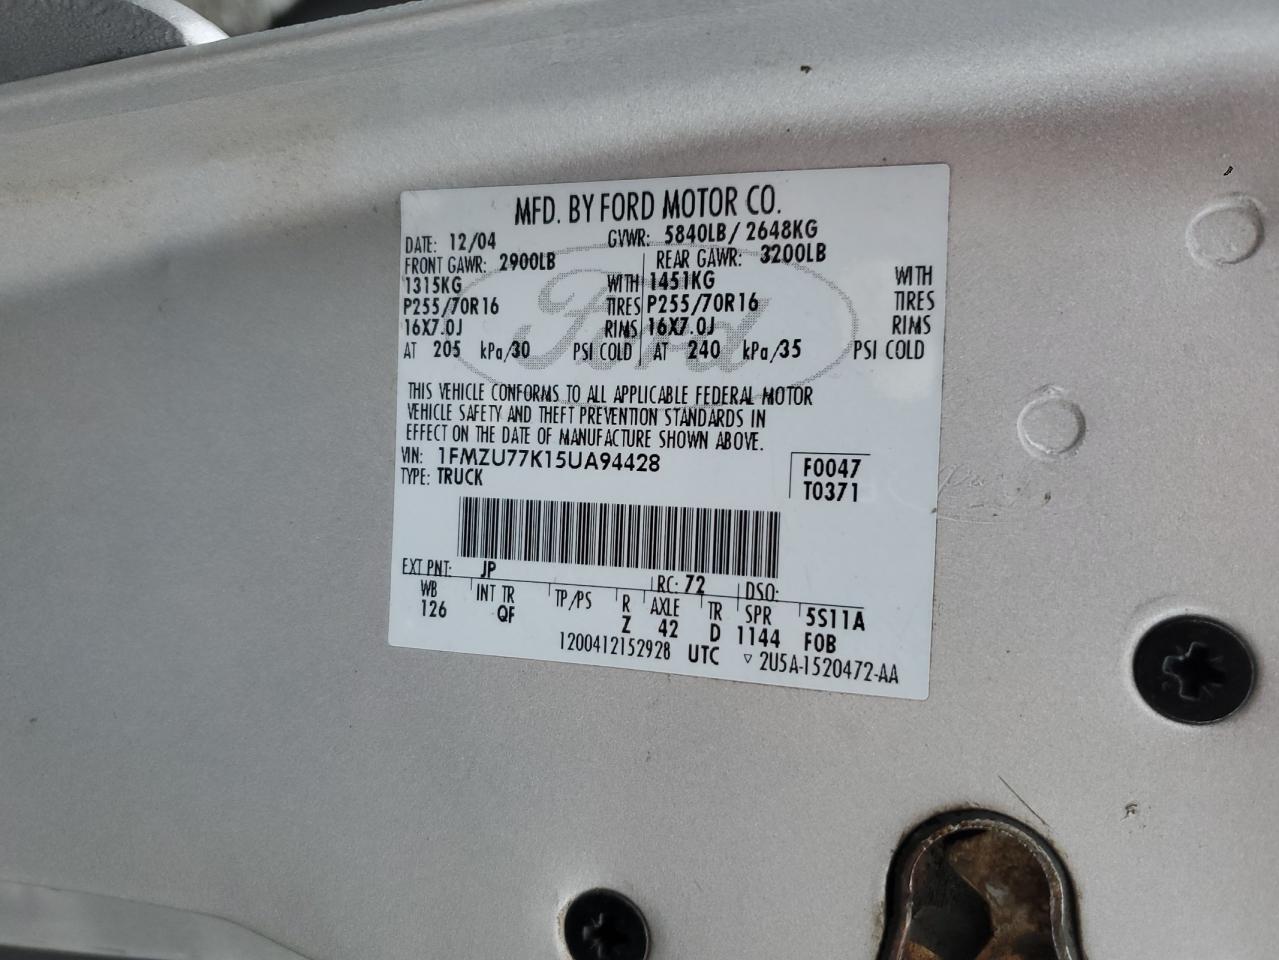 MFD. BY FORD MOTOR CO.
DATE: 12/04 GVWR: 5840LB/ 2648KG
FRONT GAWR: 2900LB REAR GAWR: 3200LB
1315KG WITH 1451KG WITH
P255/70R16 TIRES P255/70R16 TIRES
16X7.0J RIMS 16X7.0J RIMS
AT 205 kPa/30 PSI COLD AT 240 kPa/35 PSI COLD
Ford
THIS VEHICLE CONFORMS TO ALL APPLICABLE FEDERAL MOTOR
VEHICLE SAFETY AND THEFT PREVENTION STANDARDS IN
EFFECT ON THE DATE OF MANUFACTURE SHOWN ABOVE.
VIN: 1FMZU77K15UA94428 F0047
TYPE: TRUCK T0371
EXT PNT: JP RC: 72 DSO:
WB INT TR TP/PS R AXLE TR SPR 5S11A
126 QF Z 42 D 1144 FOB
1200412152928 UTC ▽ 2U5A-1520472-AA